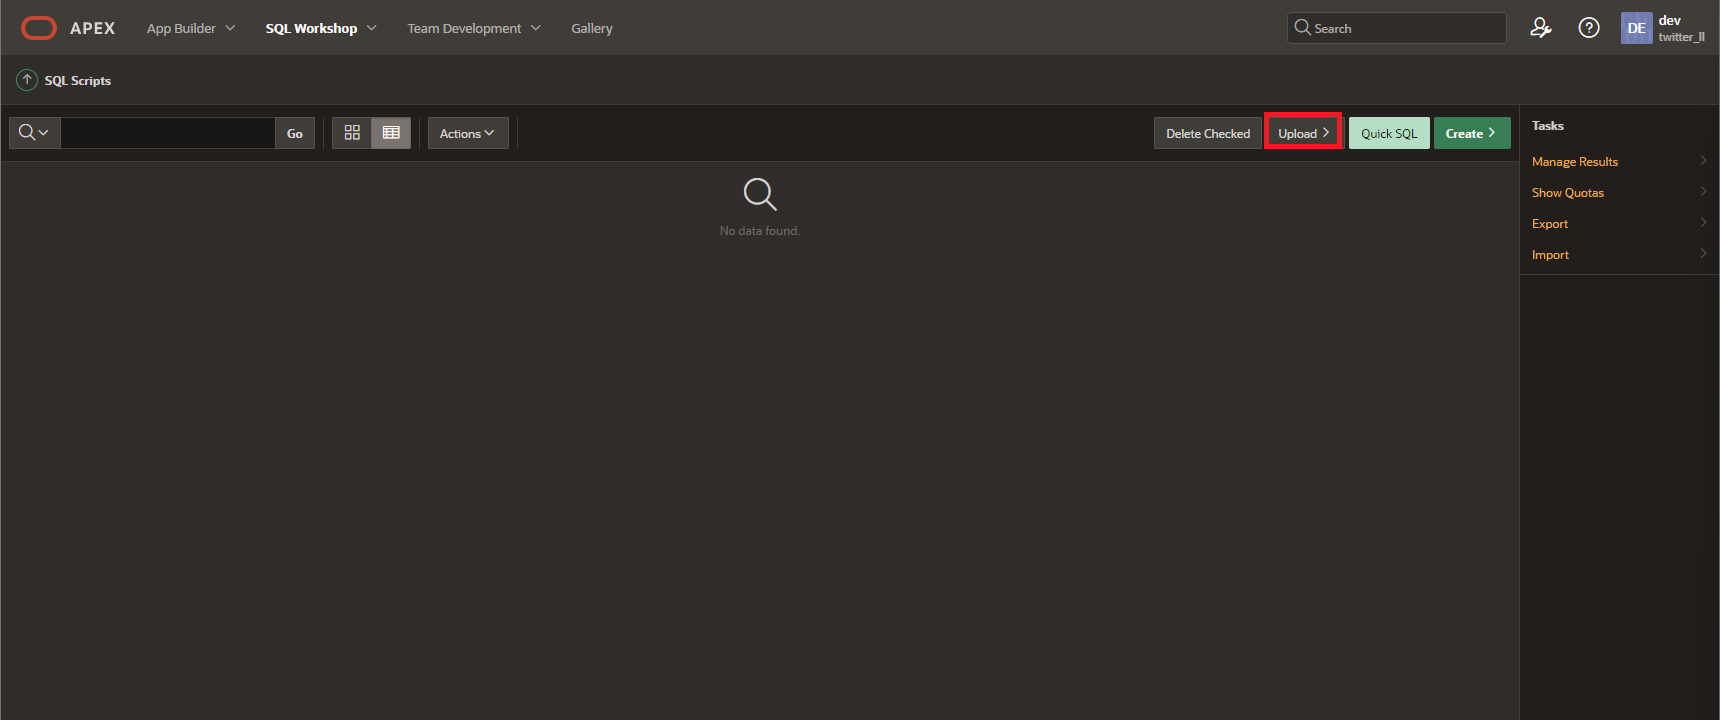 APEX App Builder SQL Workshop Team Development Gallery Search DE dev
twitter_ll
SQL Scripts
Go Actions Delete Checked Upload Quick SQL Create
No data found.
Tasks
Manage Results
Show Quotas
Export
Import